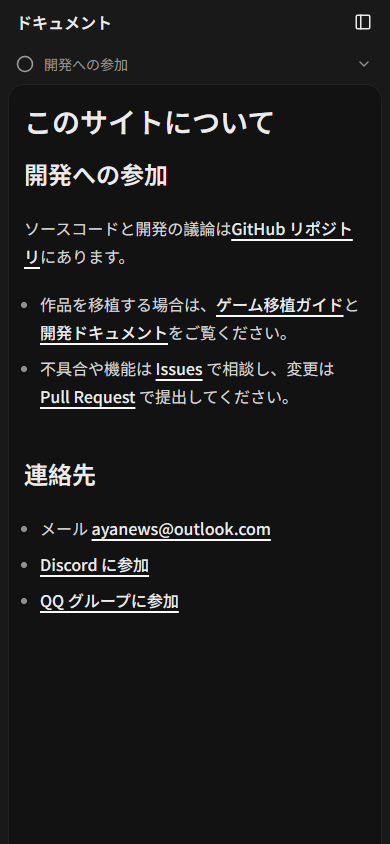 ドキュメント
開発への参加
このサイトについて
開発への参加
ソースコードと開発の議論はGitHub リポジト
リにあります。
作品を移植する場合は、ゲーム移植ガイドと
開発ドキュメントをご覧ください。
不具合や機能は Issues で相談し、変更は
Pull Request で提出してください。
連絡先
メール ayanews@outlook.com
Discord に参加
QQ グループに参加